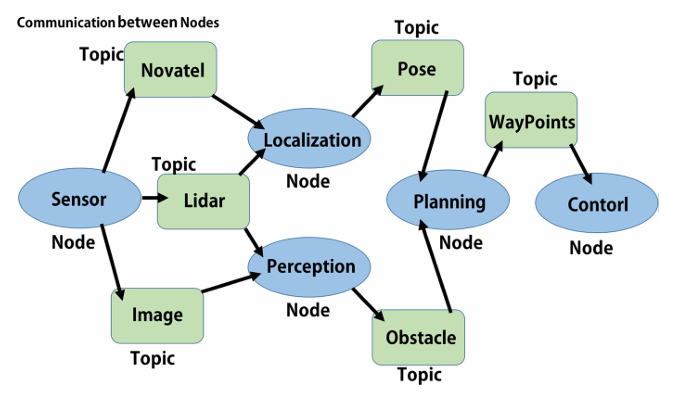 Communication between Nodes
Topic
Novatel
Topic
Pose
Topic
WayPoints
Localization
Node
Topic
Lidar
Sensor
Node
Planning
Node
Contorl
Node
Perception
Node
Image
Topic
Obstacle
Topic